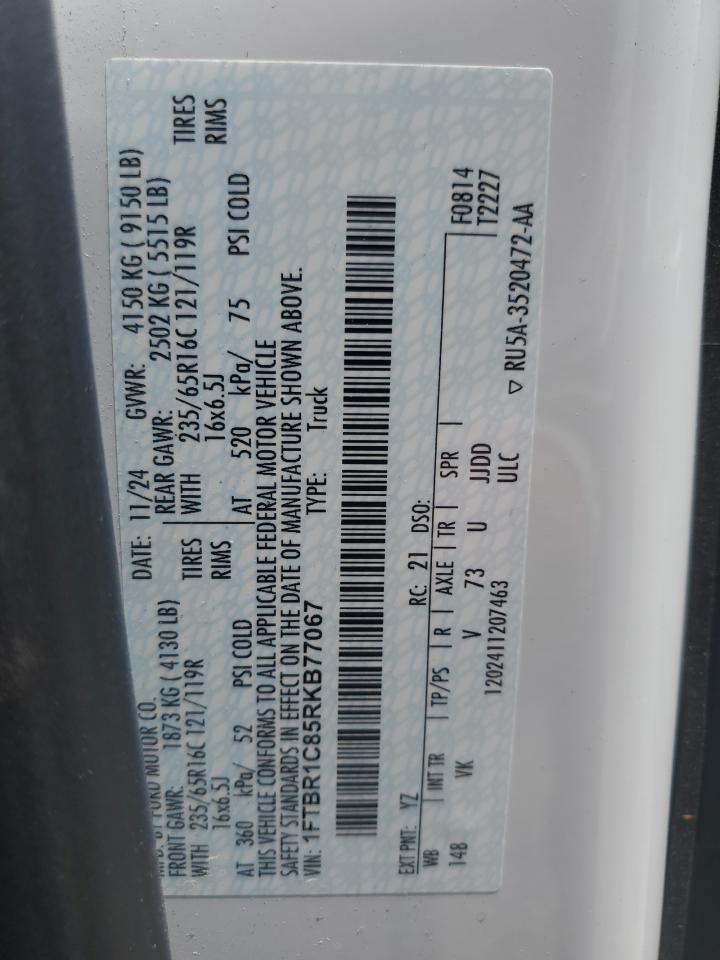 MFD. BY FORD MOTOR CO.
DATE: 11/24 GVWR: 4150 KG ( 9150 LB)
FRONT GAWR: 1873 KG ( 4130 LB) REAR GAWR: 2502 KG ( 5515 LB)
WITH 235/65R16C 121/119R TIRES WITH 235/65R16C 121/119R TIRES
16x6.5J RIMS 16x6.5J RIMS
AT 360 kPa/ 52 PSI COLD AT 520 kPa/ 75 PSI COLD
THIS VEHICLE CONFORMS TO ALL APPLICABLE FEDERAL MOTOR VEHICLE
SAFETY STANDARDS IN EFFECT ON THE DATE OF MANUFACTURE SHOWN ABOVE.
VIN: 1FTBR1C85RKB77067 TYPE: Truck
EXT PNT: YZ RC: 21 DSO:
WB INT TR TP/PS R AXLE TR SPR F0814
148 VK V 73 U JJDD T2227
1202411207463 ULC
▽ RU5A-3520472-AA